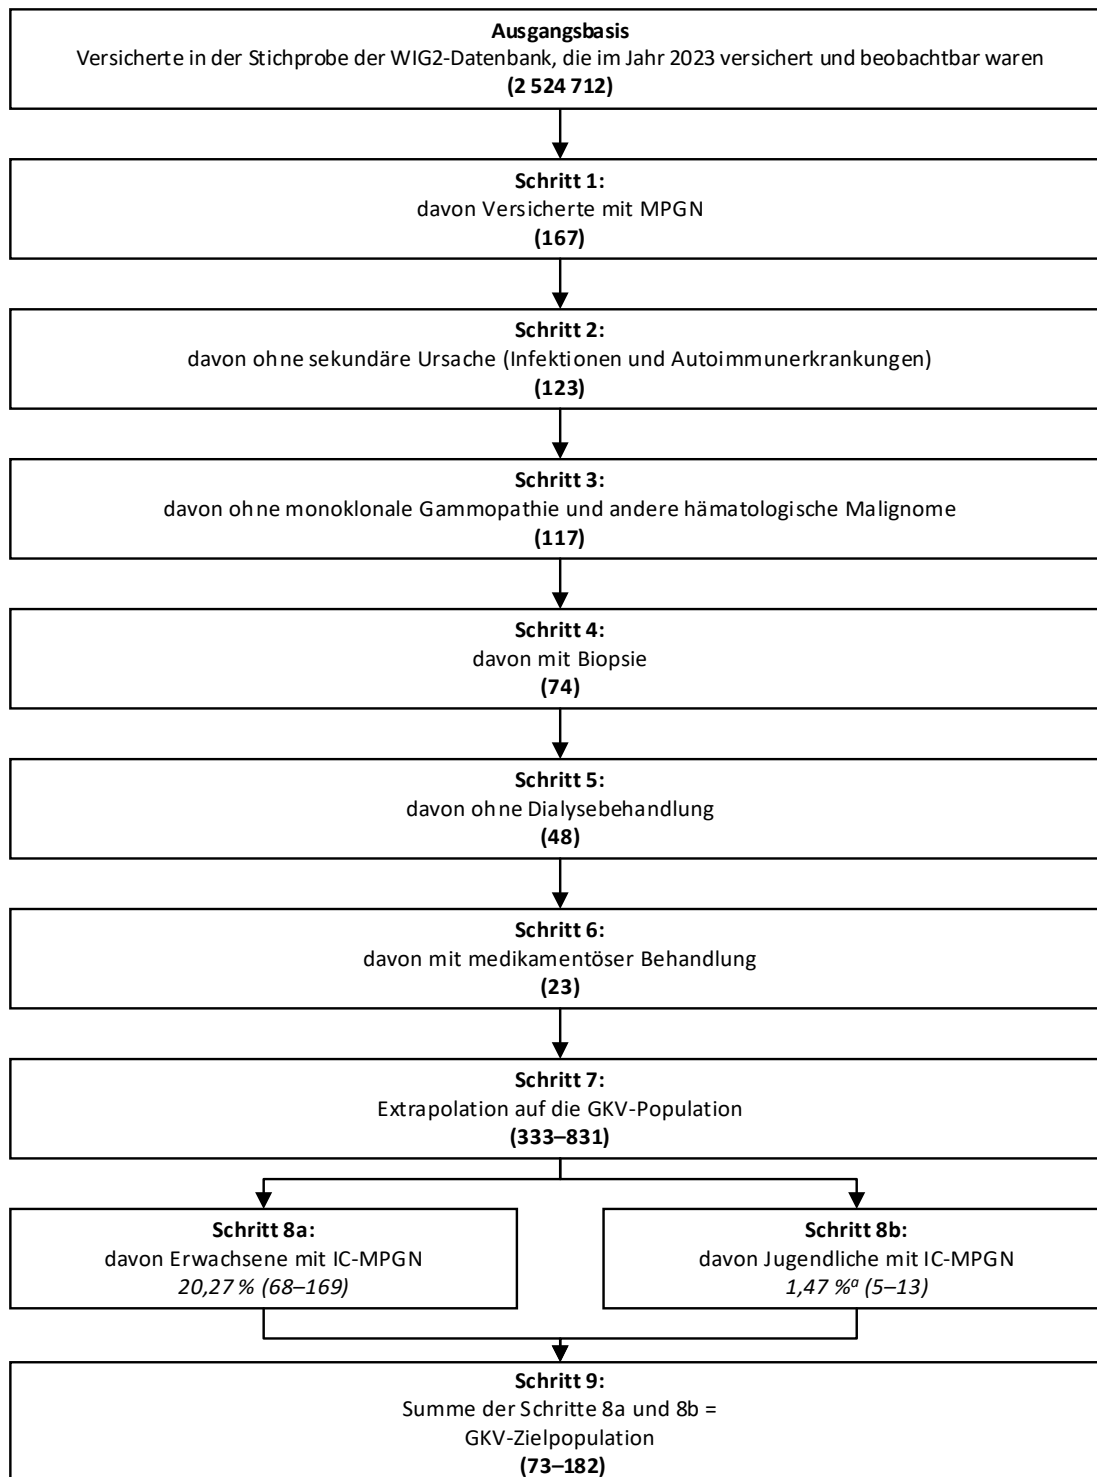 Ausgangsbasis
Versicherte in der Stichprobe der WIG2-Datenbank, die im Jahr 2023 versichert und beobachtbar waren
(2 524 712)
Schritt 1:
davon Versicherte mit MPGN
(167)
Schritt 2:
davon ohne sekundäre Ursache (Infektionen und Autoimmunerkrankungen)
(123)
Schritt 3:
davon ohne monoklonale Gammopathie und andere hämatologische Malignome
(117)
Schritt 4:
davon mit Biopsie
(74)
Schritt 5:
davon ohne Dialysebehandlung
(48)
Schritt 6:
davon mit medikamentöser Behandlung
(23)
Schritt 7:
Extrapolation auf die GKV-Population
(333–831)
Schritt 8a:
davon Erwachsene mit IC-MPGN
20,27 % (68–169)
Schritt 8b:
davon Jugendliche mit IC-MPGN
1,47 %ᵃ (5–13)
Schritt 9:
Summe der Schritte 8a und 8b =
GKV-Zielpopulation
(73–182)